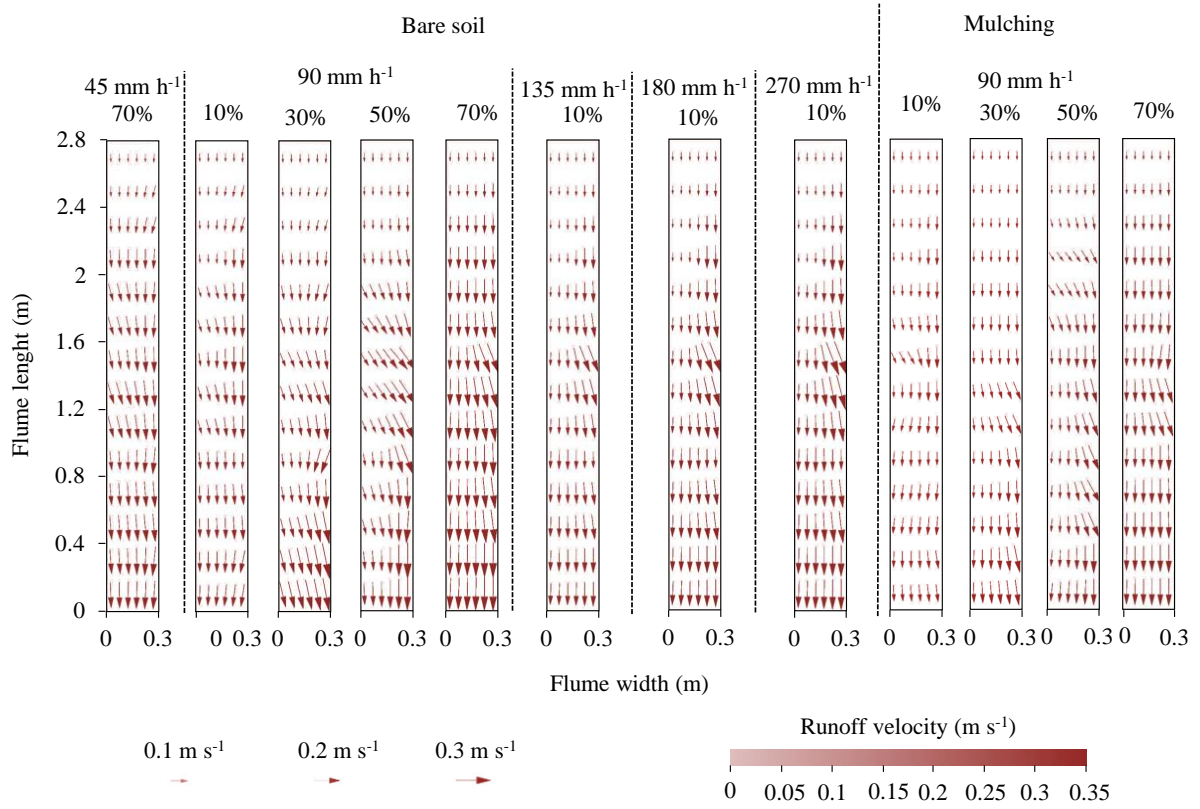 Bare soil Mulching
45 mm h-1 90 mm h-1 135 mm h-1 180 mm h-1 270 mm h-1 90 mm h-1
70% 10% 30% 50% 70% 10% 10% 10% 10% 30% 50% 70%
2.8
2.4
2
1.6
1.2
0.8
0.4
0
Flume lenght (m)
0 0.3 0 0.3 0 0.3 0 0.3 0 0.3 0 0.3 0 0.3 0 0.3 0 0.3 0 0.3 0 0.3 0 0.3
Flume width (m)
0.1 m s-1 0.2 m s-1 0.3 m s-1
Runoff velocity (m s-1)
0 0.05 0.1 0.15 0.2 0.25 0.3 0.35